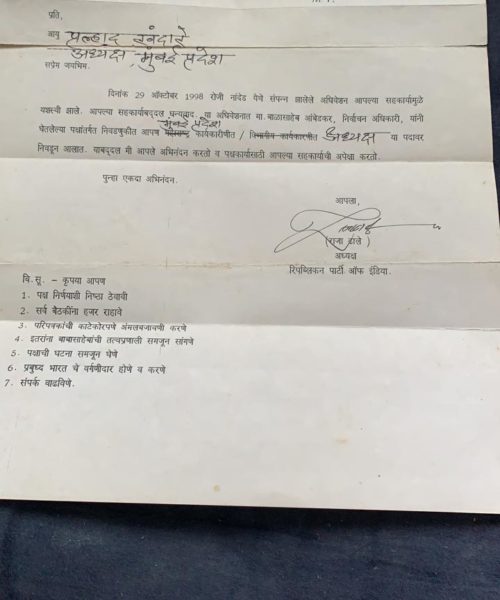 प्रति,
आयु प्रल्हाद खंदारे
अध्यक्ष, मुंबई प्रदेश
सप्रेम जयभिम.
दिनांक 29 ऑक्टोंबर 1998 रोजी नांदेड येथे संपन्न झालेले अधिवेशन आपल्या सहकार्यामुळे
यशस्वी झाले. आपल्या सहकार्याबद्दल धन्यवाद. या अधिवेशनात मा.बाळासाहेब आंबेडकर, निर्वाचन अधिकारी, यांनी
मुंबई प्रदेश
घेतलेल्या पक्षांतर्गत निवडणुकीत आपण महाराष्ट्र कार्यकारीणीत / विभागीय कार्यकारणीत अध्यक्ष या पदावर
निवडून आलात. याबद्दल मी आपले अभिनंदन करतो व पक्षकार्यासाठी आपल्या सहकार्याची अपेक्षा करतो.
पुन्हा एकदा अभिनंदन.
आपला,
(राजा ढाले)
अध्यक्ष
रिपब्लिकन पार्टी ऑफ इंडिया.
वि. सू. - कृपया आपण
1. पक्ष निर्णयाशी निष्ठा ठेवावी
2. सर्व बैठकींना हजर राहावे
3. परिपत्रकांची काटेकोरपणे अंमलबजावणी करणे
4. इतरांना बाबासाहेबांची तत्वप्रणाली समजून सांगणे
5. पक्षाची घटना समजून घेणे
6. प्रबुध्द भारत चे वर्गणीदार होणे व करणे
7. संपर्क वाढविणे.